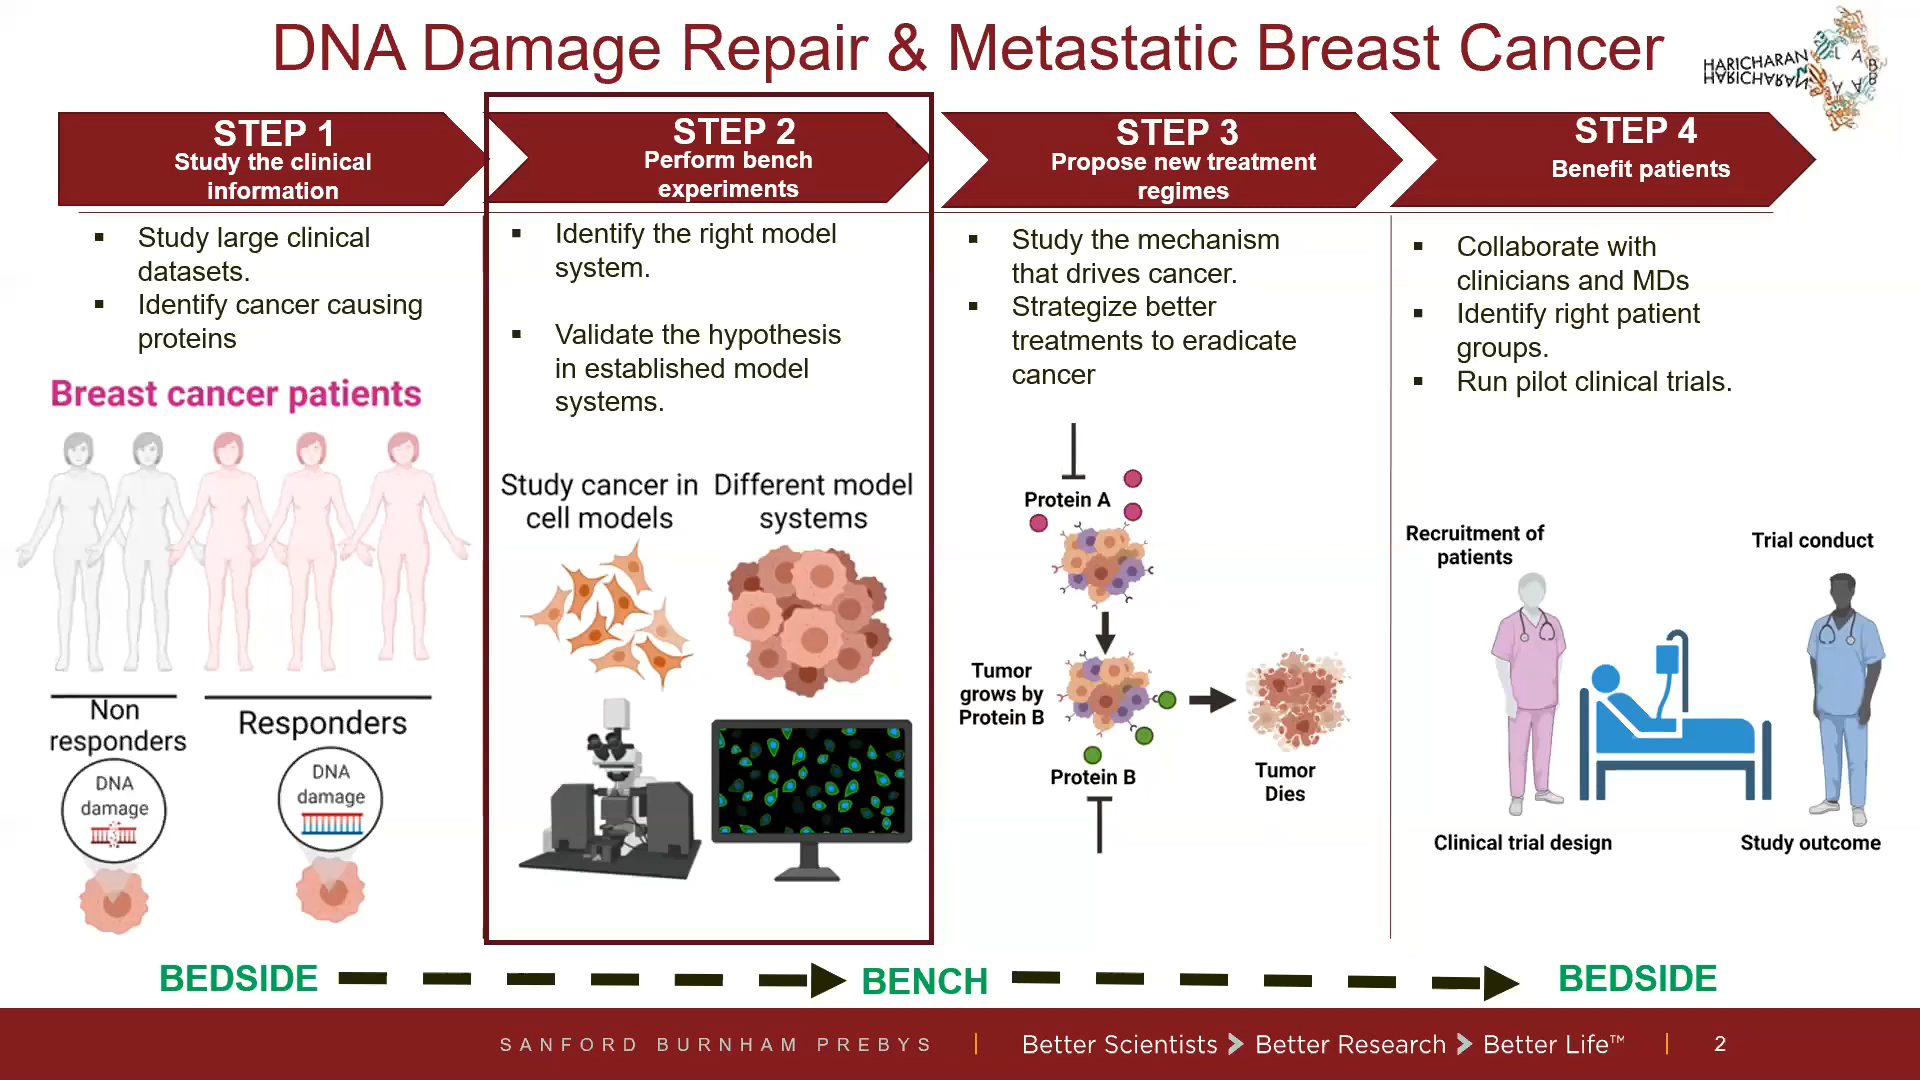 DNA Damage Repair & Metastatic Breast Cancer
HARICHARAN
HARICHARAN
L A B
STEP 1
Study the clinical
information
STEP 2
Perform bench
experiments
STEP 3
Propose new treatment
regimes
STEP 4
Benefit patients
▪ Study large clinical
datasets.
▪ Identify cancer causing
proteins
Breast cancer patients
Non
responders
Responders
DNA
damage
DNA
damage
▪ Identify the right model
system.
▪ Validate the hypothesis
in established model
systems.
Study cancer in
cell models
Different model
systems
▪ Study the mechanism
that drives cancer.
▪ Strategize better
treatments to eradicate
cancer
Protein A
Tumor
grows by
Protein B
Protein B
Tumor
Dies
▪ Collaborate with
clinicians and MDs
▪ Identify right patient
groups.
▪ Run pilot clinical trials.
Recruitment of
patients
Trial conduct
Clinical trial design
Study outcome
BEDSIDE
BENCH
BEDSIDE
SANFORD BURNHAM PREBYS
Better Scientists > Better Research > Better Life™
2